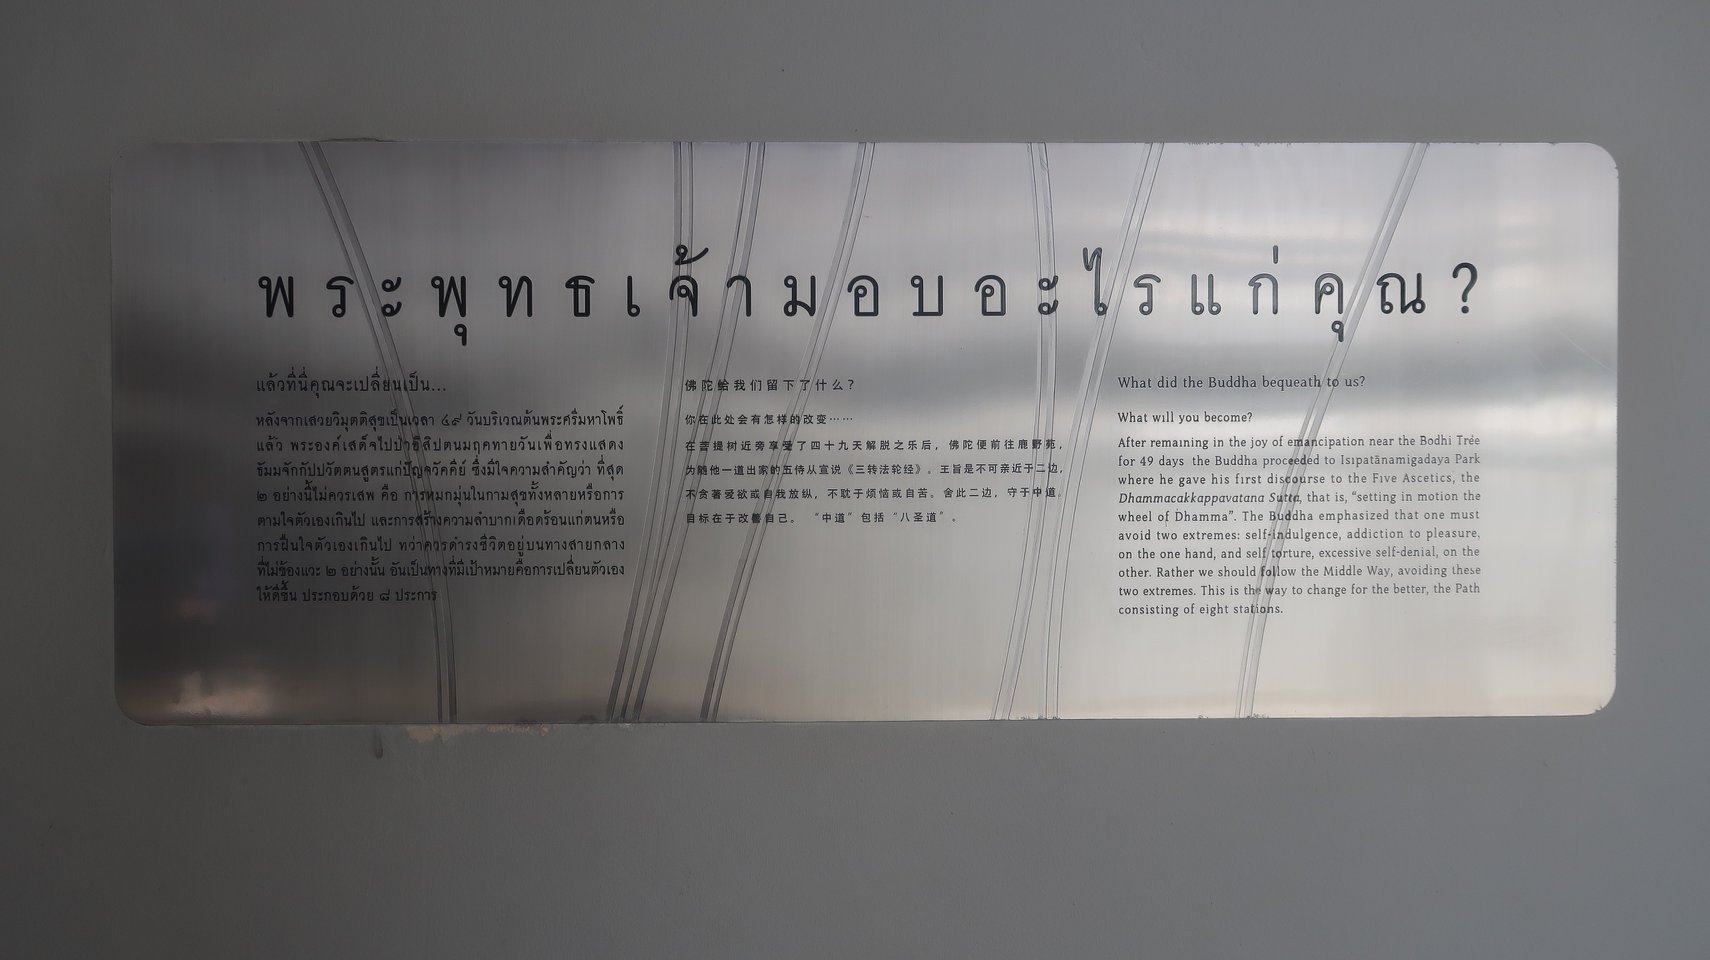 พระพุทธเจ้ามอบอะไรแก่คุณ?
แล้วที่นี่คุณจะเปลี่ยนเป็น...
หลังจากเสวยวิมุตติสุขเป็นเวลา ๔๙ วันบริเวณต้นพระศรีมหาโพธิ์
แล้ว พระองค์เสด็จไปป่าอิสิปตนมฤคทายวันเพื่อทรงแสดง
ธัมมจักกัปปวัตตนสูตรแก่ปัญจวัคคีย์ ซึ่งมีใจความสำคัญว่า ที่สุด
๒ อย่างนี้ไม่ควรเสพ คือ การหมกมุ่นในกามสุขทั้งหลายหรือการ
ตามใจตัวเองเกินไป และการสร้างความลำบากเดือดร้อนแก่ตนหรือ
การฝืนใจตัวเองเกินไป ทว่าควรดำรงชีวิตอยู่บนทางสายกลาง
ที่ไม่ข้องแวะ ๒ อย่างนั้น อันเป็นทางที่มีเป้าหมายคือการเปลี่ยนตัวเอง
ให้ดีขึ้น ประกอบด้วย ๘ ประการ
佛陀给我们留下了什么?
你在此处会有怎样的改变……
在菩提树近旁享受了四十九天解脱之乐后，佛陀便前往鹿野苑，
为随他一道出家的五侍从宣说《三转法轮经》。王旨是不可亲近于二边，
不贪著爱欲或自我放纵，不耽于烦恼或自苦。舍此二边，守于中道。
目标在于改善自己。 “中道”包括“八圣道”。
What did the Buddha bequeath to us?
What will you become?
After remaining in the joy of emancipation near the Bodhi Tree
for 49 days the Buddha proceeded to Isipatānamigadaya Park
where he gave his first discourse to the Five Ascetics, the
Dhammacakkappavatana Sutta, that is, “setting in motion the
wheel of Dhamma”. The Buddha emphasized that one must
avoid two extremes: self-indulgence, addiction to pleasure,
on the one hand, and self torture, excessive self-denial, on the
other. Rather we should follow the Middle Way, avoiding these
two extremes. This is the way to change for the better, the Path
consisting of eight stations.